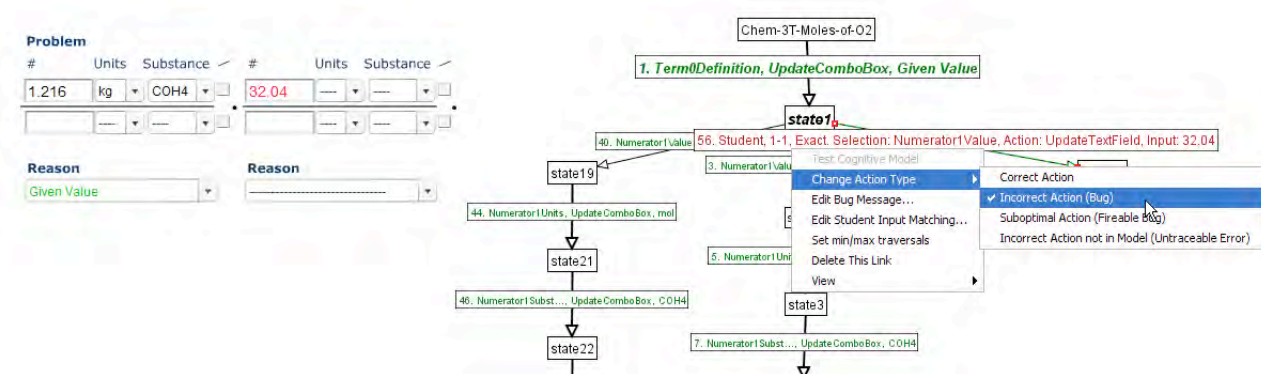 Problem
# Units Substance # Units Substance
1.216 kg COH4 32.04 ---- ----
---- ---- ---- ----
Reason Reason
Given Value --------------------------------
Chem-3T-Moles-of-O2
1. Term0Definition, UpdateComboBox, Given Value
state1
40. Numerator1Value
56. Student, 1-1, Exact. Selection: Numerator1Value, Action: UpdateTextField, Input: 32.04
state19
3. Numerator1Valu
Test Cognitive Model
Change Action Type
Edit Bug Message...
Edit Student Input Matching...
Set min/max traversals
Delete This Link
View
Correct Action
Incorrect Action (Bug)
Suboptimal Action (Fireable Bug)
Incorrect Action not in Model (Untraceable Error)
44. Numerator1Units, UpdateComboBox, mol
s
state21
5. Numerator1Uni
46. Numerator1Subst..., UpdateComboBox, COH4
state3
state22
7. Numerator1Subst..., UpdateComboBox, COH4